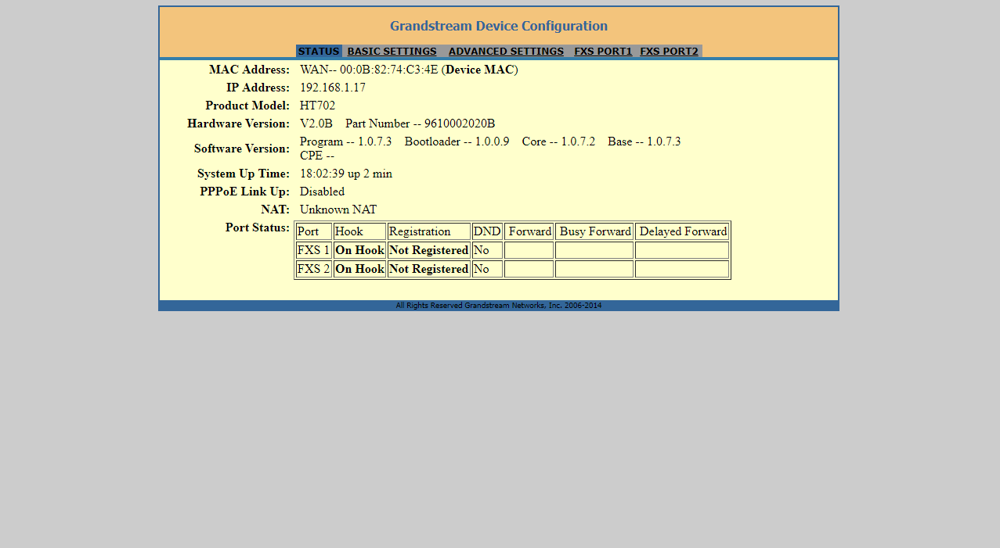 Grandstream Device Configuration
STATUS BASIC SETTINGS ADVANCED SETTINGS FXS PORT1 FXS PORT2
MAC Address: WAN-- 00:0B:82:74:C3:4E (Device MAC)
IP Address: 192.168.1.17
Product Model: HT702
Hardware Version: V2.0B Part Number -- 9610002020B
Software Version: Program -- 1.0.7.3 Bootloader -- 1.0.0.9 Core -- 1.0.7.2 Base -- 1.0.7.3
CPE --
System Up Time: 18:02:39 up 2 min
PPPoE Link Up: Disabled
NAT: Unknown NAT
Port Status:
Port Hook Registration DND Forward Busy Forward Delayed Forward
FXS 1 On Hook Not Registered No
FXS 2 On Hook Not Registered No
All Rights Reserved Grandstream Networks, Inc. 2006-2014